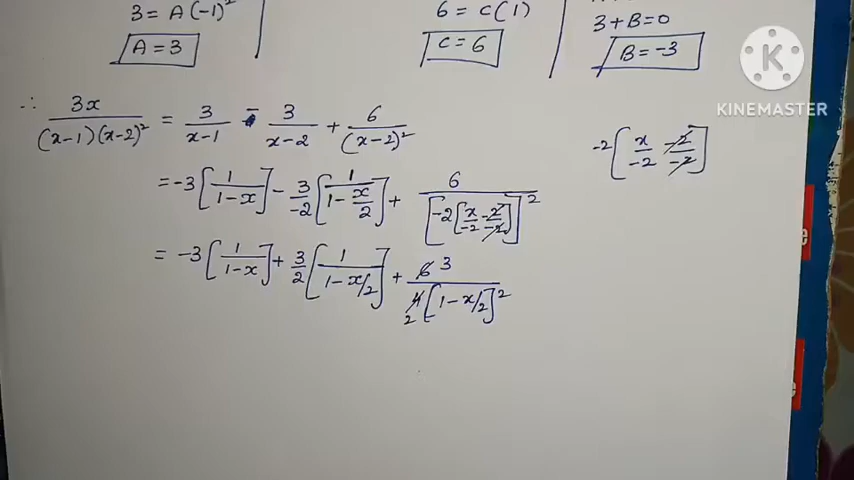 3 = A(-1)²
A = 3
6 = C(1)
C = 6
3+B=0
B = -3
K
KINEMASTER
∴ 3x/((x-1)(x-2)²) = 3/(x-1) - 3/(x-2) + 6/(x-2)²
-2[x/-2 -2/-2]
= -3[1/(1-x)] - 3/-2[1/(1-x/2)] + 6/[-2[x/-2 -2/-2]]²
= -3[1/(1-x)] + 3/2[1/(1-x/2)] + 6 3/4 2[1-x/2]²
e
e